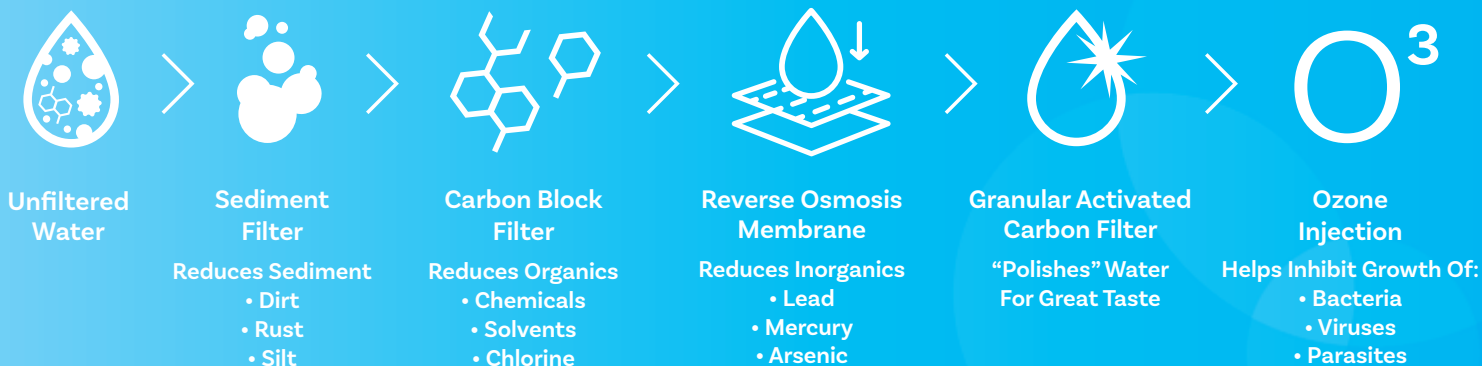 O³
Unfiltered
Water
Sediment
Filter
Reduces Sediment
• Dirt
• Rust
• Silt
Carbon Block
Filter
Reduces Organics
• Chemicals
• Solvents
• Chlorine
Reverse Osmosis
Membrane
Reduces Inorganics
• Lead
• Mercury
• Arsenic
Granular Activated
Carbon Filter
“Polishes” Water
For Great Taste
Ozone
Injection
Helps Inhibit Growth Of:
• Bacteria
• Viruses
• Parasites